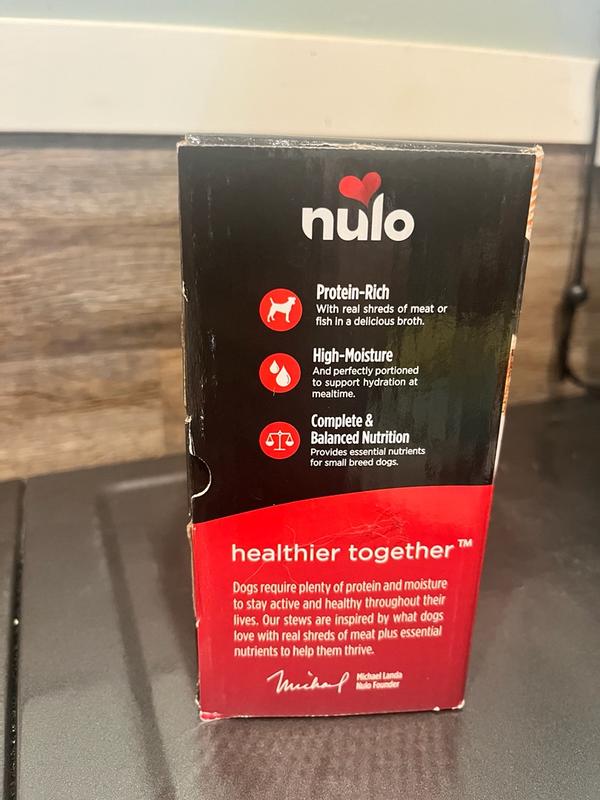 nulo
Protein-Rich
With real shreds of meat or
fish in a delicious broth.
High-Moisture
And perfectly portioned
to support hydration at
mealtime.
Complete &
Balanced Nutrition
Provides essential nutrients
for small breed dogs.
healthier together™
Dogs require plenty of protein and moisture
to stay active and healthy throughout their
lives. Our stews are inspired by what dogs
love with real shreds of meat plus essential
nutrients to help them thrive.
Michael
Michael Landa
Nulo Founder